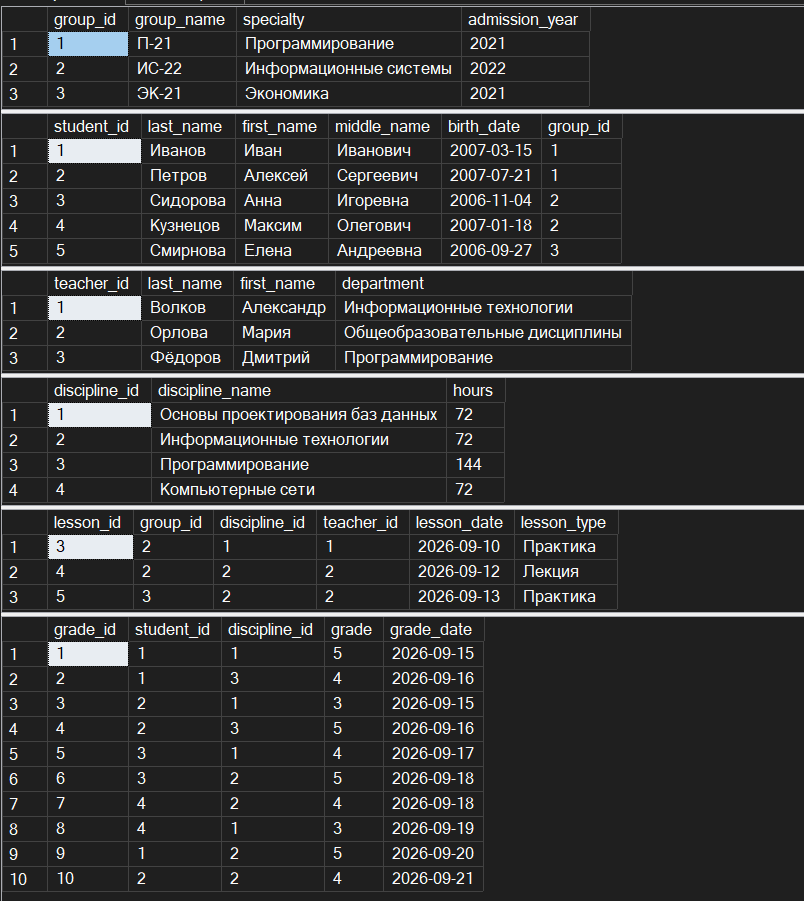 group_id group_name specialty admission_year
1 1 П-21 Программирование 2021
2 2 ИС-22 Информационные системы 2022
3 3 ЭК-21 Экономика 2021
student_id last_name first_name middle_name birth_date group_id
1 1 Иванов Иван Иванович 2007-03-15 1
2 2 Петров Алексей Сергеевич 2007-07-21 1
3 3 Сидорова Анна Игоревна 2006-11-04 2
4 4 Кузнецов Максим Олегович 2007-01-18 2
5 5 Смирнова Елена Андреевна 2006-09-27 3
teacher_id last_name first_name department
1 1 Волков Александр Информационные технологии
2 2 Орлова Мария Общеобразовательные дисциплины
3 3 Фёдоров Дмитрий Программирование
discipline_id discipline_name hours
1 1 Основы проектирования баз данных 72
2 2 Информационные технологии 72
3 3 Программирование 144
4 4 Компьютерные сети 72
lesson_id group_id discipline_id teacher_id lesson_date lesson_type
1 3 2 1 1 2026-09-10 Практика
2 4 2 2 2 2026-09-12 Лекция
3 5 3 2 2 2026-09-13 Практика
grade_id student_id discipline_id grade grade_date
1 1 1 1 5 2026-09-15
2 2 1 3 4 2026-09-16
3 3 2 1 3 2026-09-15
4 4 2 3 5 2026-09-16
5 5 3 1 4 2026-09-17
6 6 3 2 5 2026-09-18
7 7 4 2 4 2026-09-18
8 8 4 1 3 2026-09-19
9 9 1 2 5 2026-09-20
10 10 2 2 4 2026-09-21